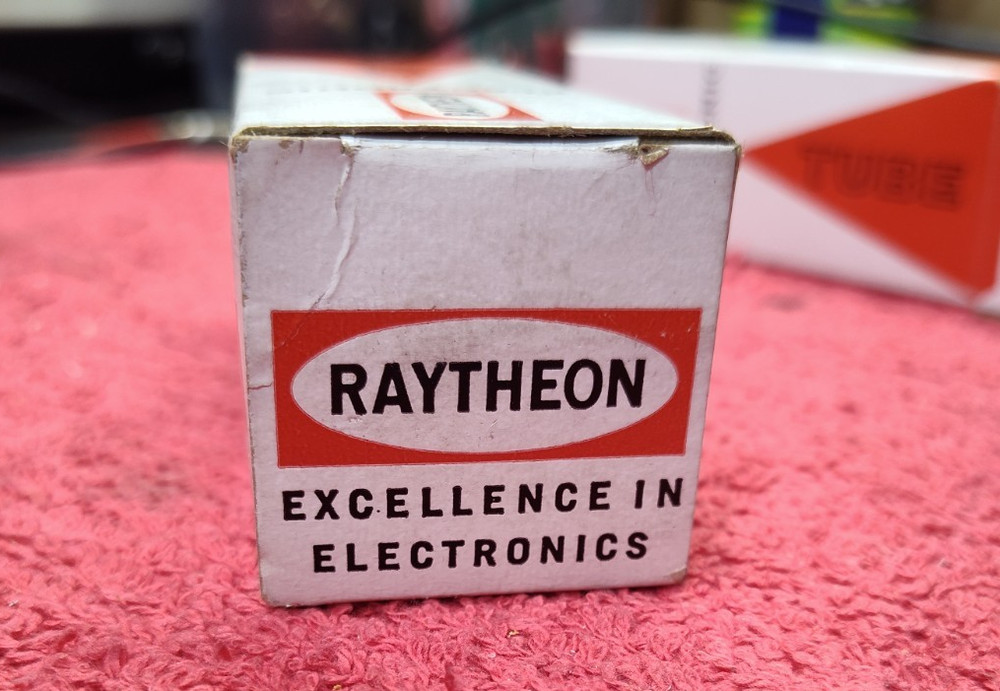 RAYTHEON
EXCELLENCE IN
ELECTRONICS
TUBE